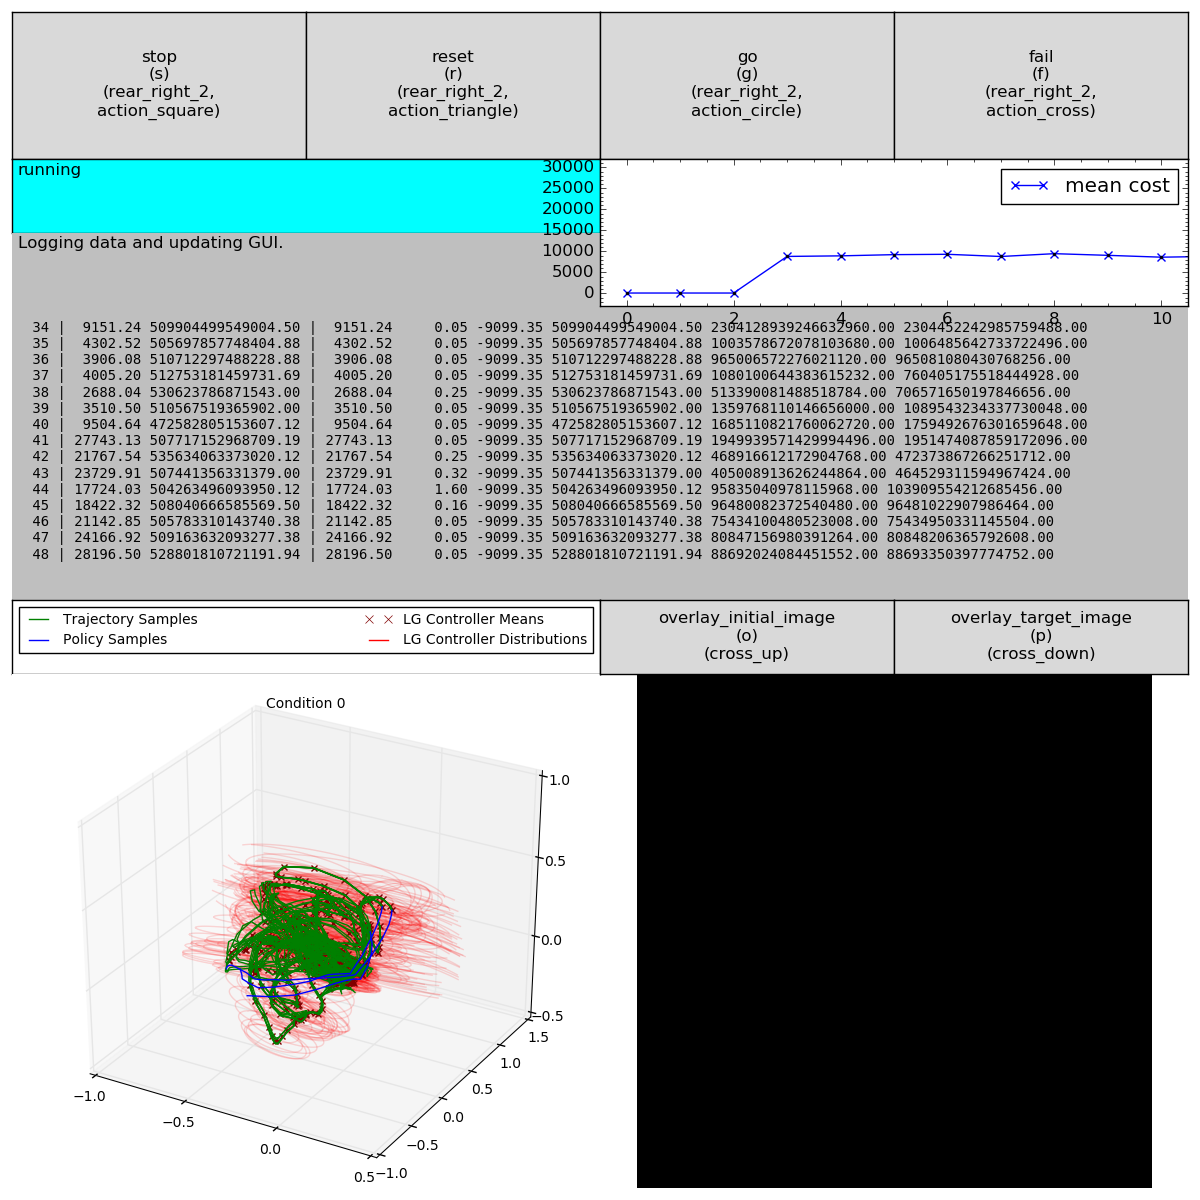 stop
(s)
(rear_right_2,
action_square)
reset
(r)
(rear_right_2,
action_triangle)
go
(g)
(rear_right_2,
action_circle)
fail
(f)
(rear_right_2,
action_cross)
running
30000
25000
20000
15000
10000
5000
0
mean cost
0 2 4 6 8 10
Logging data and updating GUI.
34 | 9151.24 509904499549004.50 | 9151.24 0.05 -9099.35 509904499549004.50 2304128939246632960.00 2304452242985759488.00
35 | 4302.52 505697857748404.88 | 4302.52 0.05 -9099.35 505697857748404.88 1003578672078103680.00 1006485642733722496.00
36 | 3906.08 510712297488228.88 | 3906.08 0.05 -9099.35 510712297488228.88 965006572276021120.00 965081080430768256.00
37 | 4005.20 512753181459731.69 | 4005.20 0.05 -9099.35 512753181459731.69 1080100644383615232.00 760405175518444928.00
38 | 2688.04 530623786871543.00 | 2688.04 0.25 -9099.35 530623786871543.00 513390081488518784.00 706571650197846656.00
39 | 3510.50 510567519365902.00 | 3510.50 0.05 -9099.35 510567519365902.00 1359768110146656000.00 1089543234337730048.00
40 | 9504.64 472582805153607.12 | 9504.64 0.05 -9099.35 472582805153607.12 1685110821760062720.00 1759492676301659648.00
41 | 27743.13 507717152968709.19 | 27743.13 0.05 -9099.35 507717152968709.19 1949939571429994496.00 1951474087859172096.00
42 | 21767.54 535634063373020.12 | 21767.54 0.25 -9099.35 535634063373020.12 468916612172904768.00 472373867266251712.00
43 | 23729.91 507441356331379.00 | 23729.91 0.32 -9099.35 507441356331379.00 405008913626244864.00 464529311594967424.00
44 | 17724.03 504263496093950.12 | 17724.03 1.60 -9099.35 504263496093950.12 95835040978115968.00 103909554212685456.00
45 | 18422.32 508040666585569.50 | 18422.32 0.16 -9099.35 508040666585569.50 96480082372540480.00 96481022907986464.00
46 | 21142.85 505783310143740.38 | 21142.85 0.05 -9099.35 505783310143740.38 75434100480523008.00 75434950331145504.00
47 | 24166.92 509163632093277.38 | 24166.92 0.05 -9099.35 509163632093277.38 80847156980391264.00 80848206365792608.00
48 | 28196.50 528801810721191.94 | 28196.50 0.05 -9099.35 528801810721191.94 88692024084451552.00 88693350397774752.00
Trajectory Samples
Policy Samples
LG Controller Means
LG Controller Distributions
overlay_initial_image
(o)
(cross_up)
overlay_target_image
(p)
(cross_down)
Condition 0
1.0
0.5
0.0
−0.5
1.5
1.0
0.5
0.0
−0.5
−1.0
−1.0
−0.5
0.0
0.5